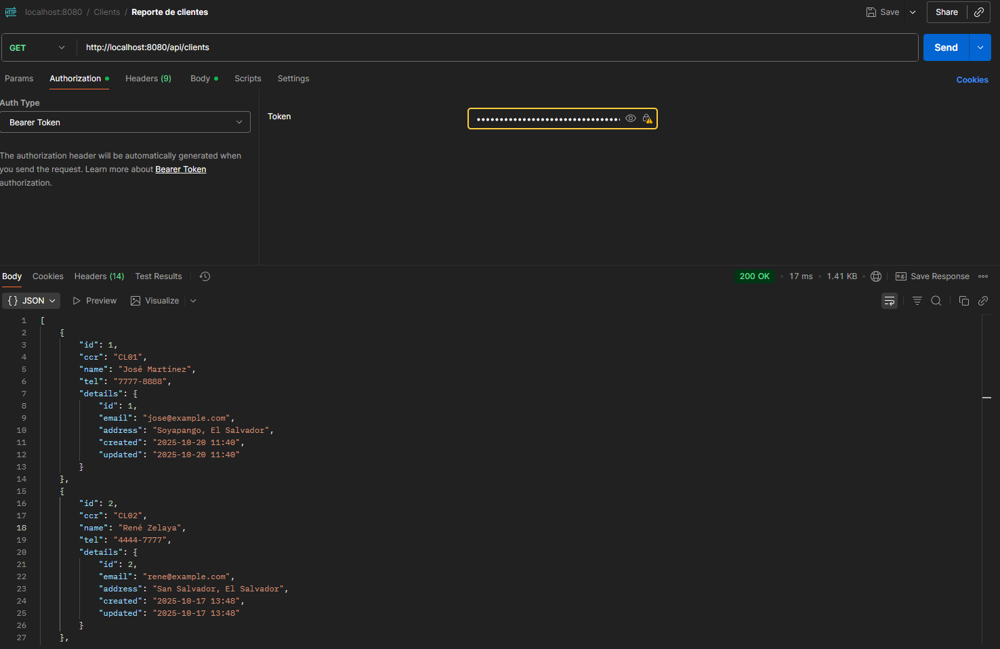 HTTP localhost:8080 / Clients / Reporte de clientes Save Share
GET http://localhost:8080/api/clients Send
Params Authorization Headers (9) Body Scripts Settings Cookies
Auth Type
Bearer Token
Token
The authorization header will be automatically generated when
you send the request. Learn more about Bearer Token
authorization.
Body Cookies Headers (14) Test Results 200 OK 17 ms 1.41 KB e.g. Save Response
{} JSON Preview Visualize
1 [
2 {
3 "id": 1,
4 "ccr": "CL01",
5 "name": "José Martínez",
6 "tel": "7777-8888",
7 "details": {
8 "id": 1,
9 "email": "jose@example.com",
10 "address": "Soyapango, El Salvador",
11 "created": "2025-10-20 11:40",
12 "updated": "2025-10-20 11:40"
13 }
14 },
15 {
16 "id": 2,
17 "ccr": "CL02",
18 "name": "René Zelaya",
19 "tel": "4444-7777",
20 "details": {
21 "id": 2,
22 "email": "rene@example.com",
23 "address": "San Salvador, El Salvador",
24 "created": "2025-10-17 13:48",
25 "updated": "2025-10-17 13:48"
26 }
27 },